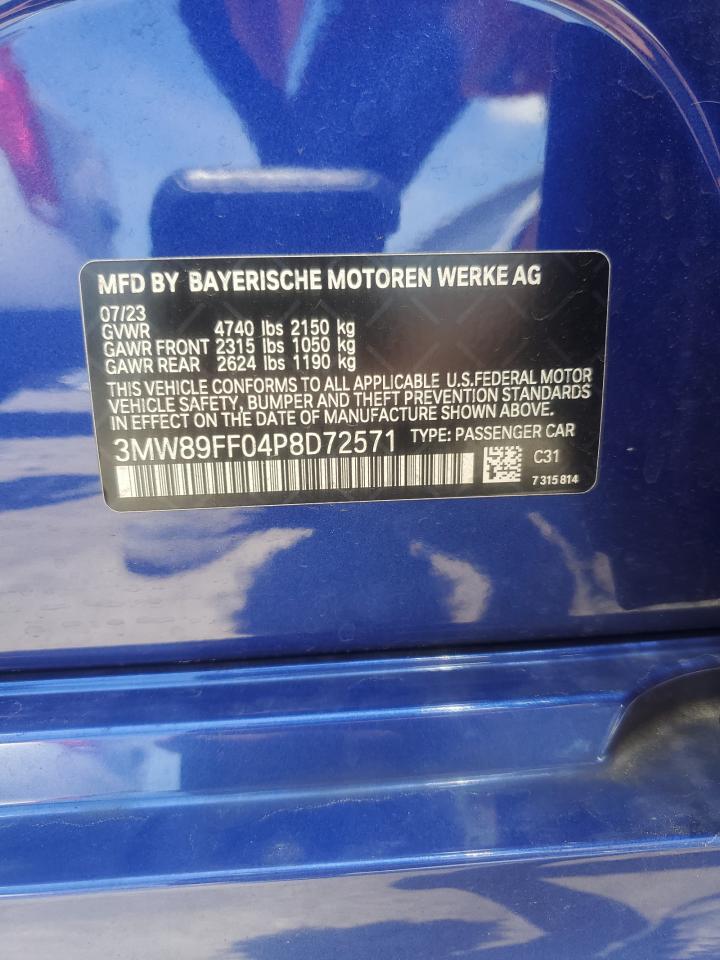 MFD BY BAYERISCHE MOTOREN WERKE AG
07/23
GVWR 4740 lbs 2150 kg
GAWR FRONT 2315 lbs 1050 kg
GAWR REAR 2624 lbs 1190 kg
THIS VEHICLE CONFORMS TO ALL APPLICABLE U.S.FEDERAL MOTOR
VEHICLE SAFETY, BUMPER AND THEFT PREVENTION STANDARDS
IN EFFECT ON THE DATE OF MANUFACTURE SHOWN ABOVE.
3MW89FF04P8D72571 TYPE: PASSENGER CAR
C31
7 315 814